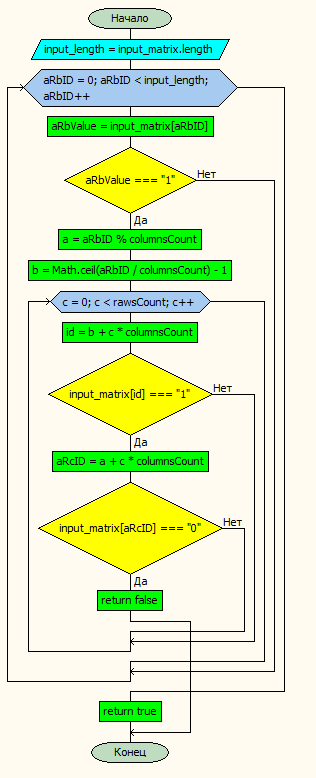 Начало
input_length = input_matrix.length
aRbID = 0; aRbID < input_length;
aRbID++
aRbValue = input_matrix[aRbID]
aRbValue === "1"
Нет
Да
a = aRbID % columnsCount
b = Math.ceil(aRbID / columnsCount) - 1
c = 0; c < rawsCount; c++
id = b + c * columnsCount
input_matrix[id] === "1"
Нет
Да
aRcID = a + c * columnsCount
input_matrix[aRcID] === "0"
Нет
Да
return false
return true
Конец